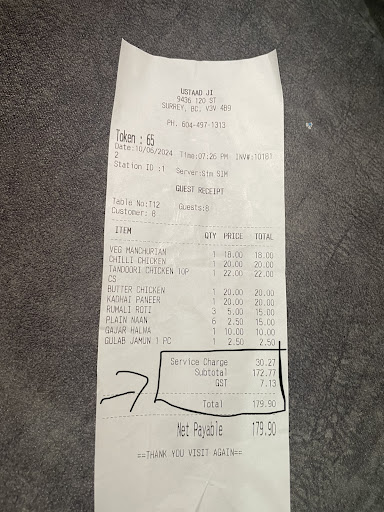 USTAAD JI
9436 120 ST
SURREY, BC, V3V 4B9
PH. 604-497-1313
Token : 65
Date:10/06/2024 Time:07:26 PM INV#:10181
2
Station ID :1 Server:Sim SIM
GUEST RECEIPT
Table No:T12 Guests:8
Customer: 8
ITEM QTY PRICE TOTAL
VEG MANCHURIAN 1 18.00 18.00
CHILLI CHICKEN 1 20.00 20.00
TANDOORI CHICKEN 10P 1 22.00 22.00
CS
BUTTER CHICKEN 1 20.00 20.00
KADHAI PANEER 1 20.00 20.00
RUMALI ROTI 3 5.00 15.00
PLAIN NAAN 6 2.50 15.00
GAJAR HALWA 1 10.00 10.00
GULAB JAMUN 1 PC 1 2.50 2.50
Service Charge 30.27
Subtotal 172.77
GST 7.13
Total 179.90
Net Payable 179.90
==THANK YOU VISIT AGAIN==